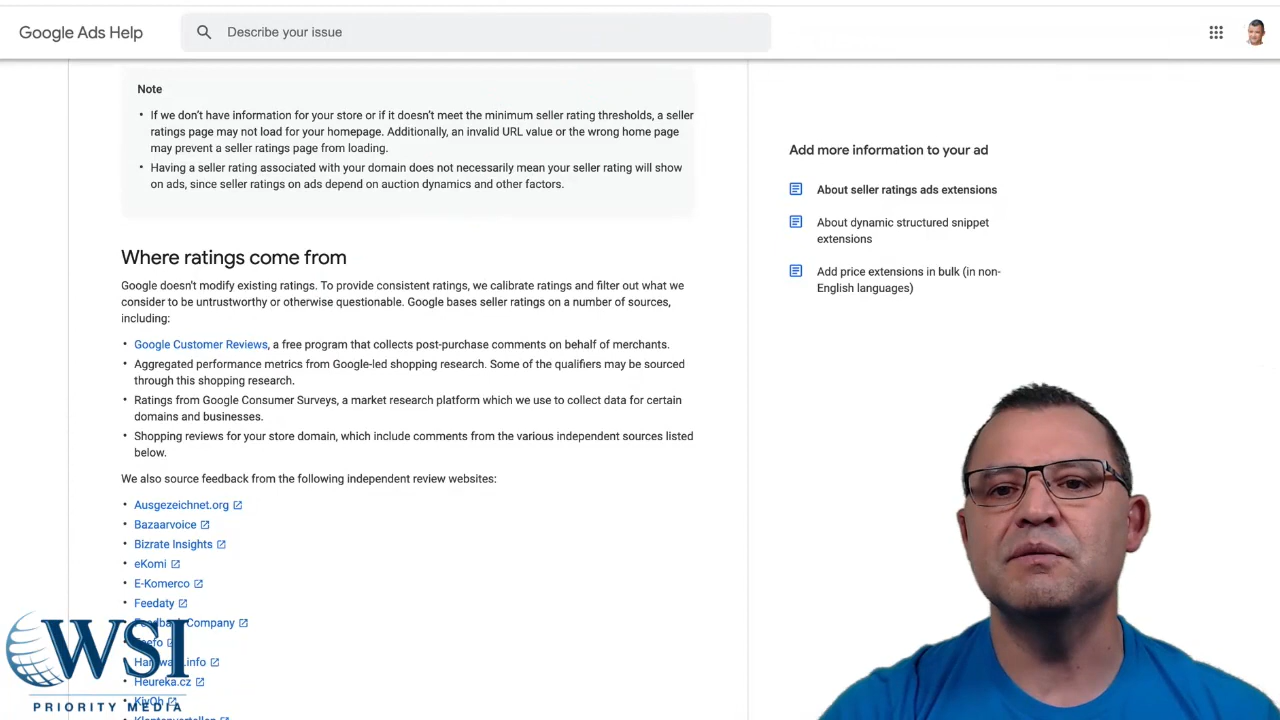 Google Ads Help
Describe your issue
Note
• If we don't have information for your store or if it doesn't meet the minimum seller rating thresholds, a seller
ratings page may not load for your homepage. Additionally, an invalid URL value or the wrong home page
may prevent a seller ratings page from loading.
• Having a seller rating associated with your domain does not necessarily mean your seller rating will show
on ads, since seller ratings on ads depend on auction dynamics and other factors.
Where ratings come from
Google doesn't modify existing ratings. To provide consistent ratings, we calibrate ratings and filter out what we
consider to be untrustworthy or otherwise questionable. Google bases seller ratings on a number of sources,
including:
• Google Customer Reviews, a free program that collects post-purchase comments on behalf of merchants.
• Aggregated performance metrics from Google-led shopping research. Some of the qualifiers may be sourced
through this shopping research.
• Ratings from Google Consumer Surveys, a market research platform which we use to collect data for certain
domains and businesses.
• Shopping reviews for your store domain, which include comments from the various independent sources listed
below.
We also source feedback from the following independent review websites:
• Ausgezeichnet.org
• Bazaarvoice
• Bizrate Insights
• eKomi
• E-Komerco
• Feedaty
Company
• Heureka.cz
• KiyOh
Add more information to your ad
About seller ratings ads extensions
About dynamic structured snippet
extensions
Add price extensions in bulk (in non-
English languages)
WSI
PRIORITY MEDIA